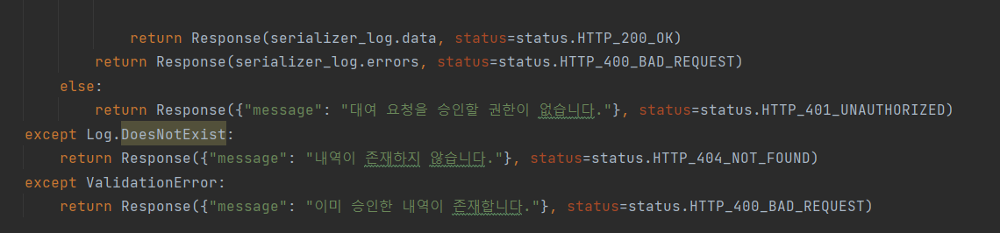 return Response(serializer_log.data, status=status.HTTP_200_OK)
return Response(serializer_log.errors, status=status.HTTP_400_BAD_REQUEST)
else:
return Response({"message": "대여 요청을 승인할 권한이 없습니다."}, status=status.HTTP_401_UNAUTHORIZED)
except Log.DoesNotExist:
return Response({"message": "내역이 존재하지 않습니다."}, status=status.HTTP_404_NOT_FOUND)
except ValidationError:
return Response({"message": "이미 승인한 내역이 존재합니다."}, status=status.HTTP_400_BAD_REQUEST)